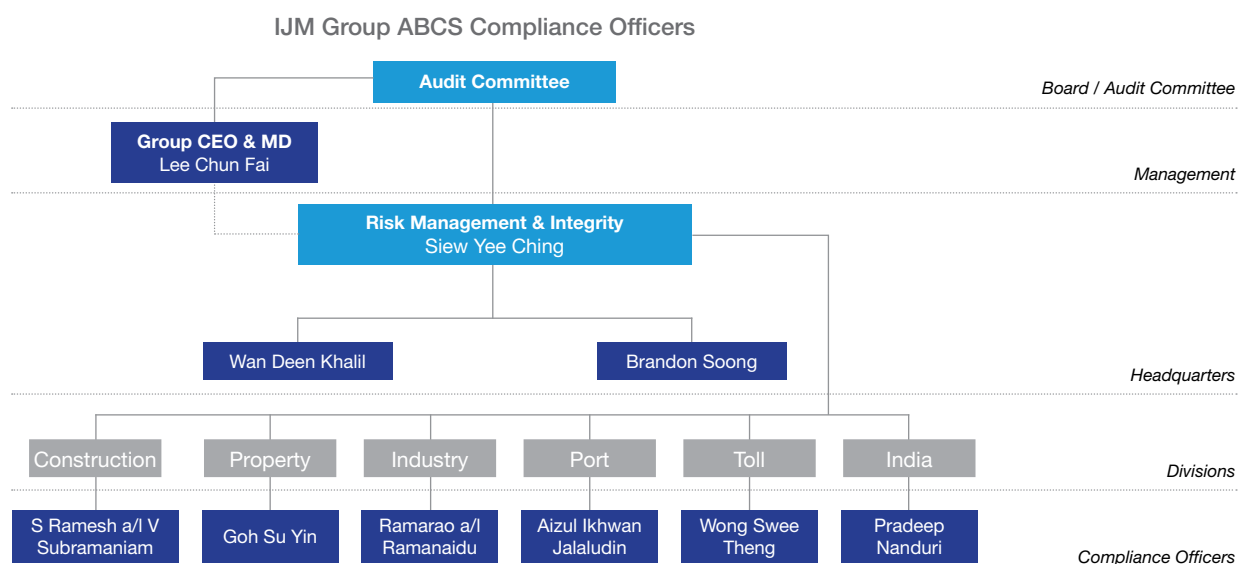 IJM Group ABCS Compliance Officers
Audit Committee
Board / Audit Committee
Group CEO & MD
Lee Chun Fai
Management
Risk Management & Integrity
Siew Yee Ching
Wan Deen Khalil
Brandon Soong
Headquarters
Construction
Property
Industry
Port
Toll
India
Divisions
S Ramesh a/l V
Subramaniam
Goh Su Yin
Ramarao a/l
Ramanaidu
Aizul Ikhwan
Jalaludin
Wong Swee
Theng
Pradeep
Nanduri
Compliance Officers